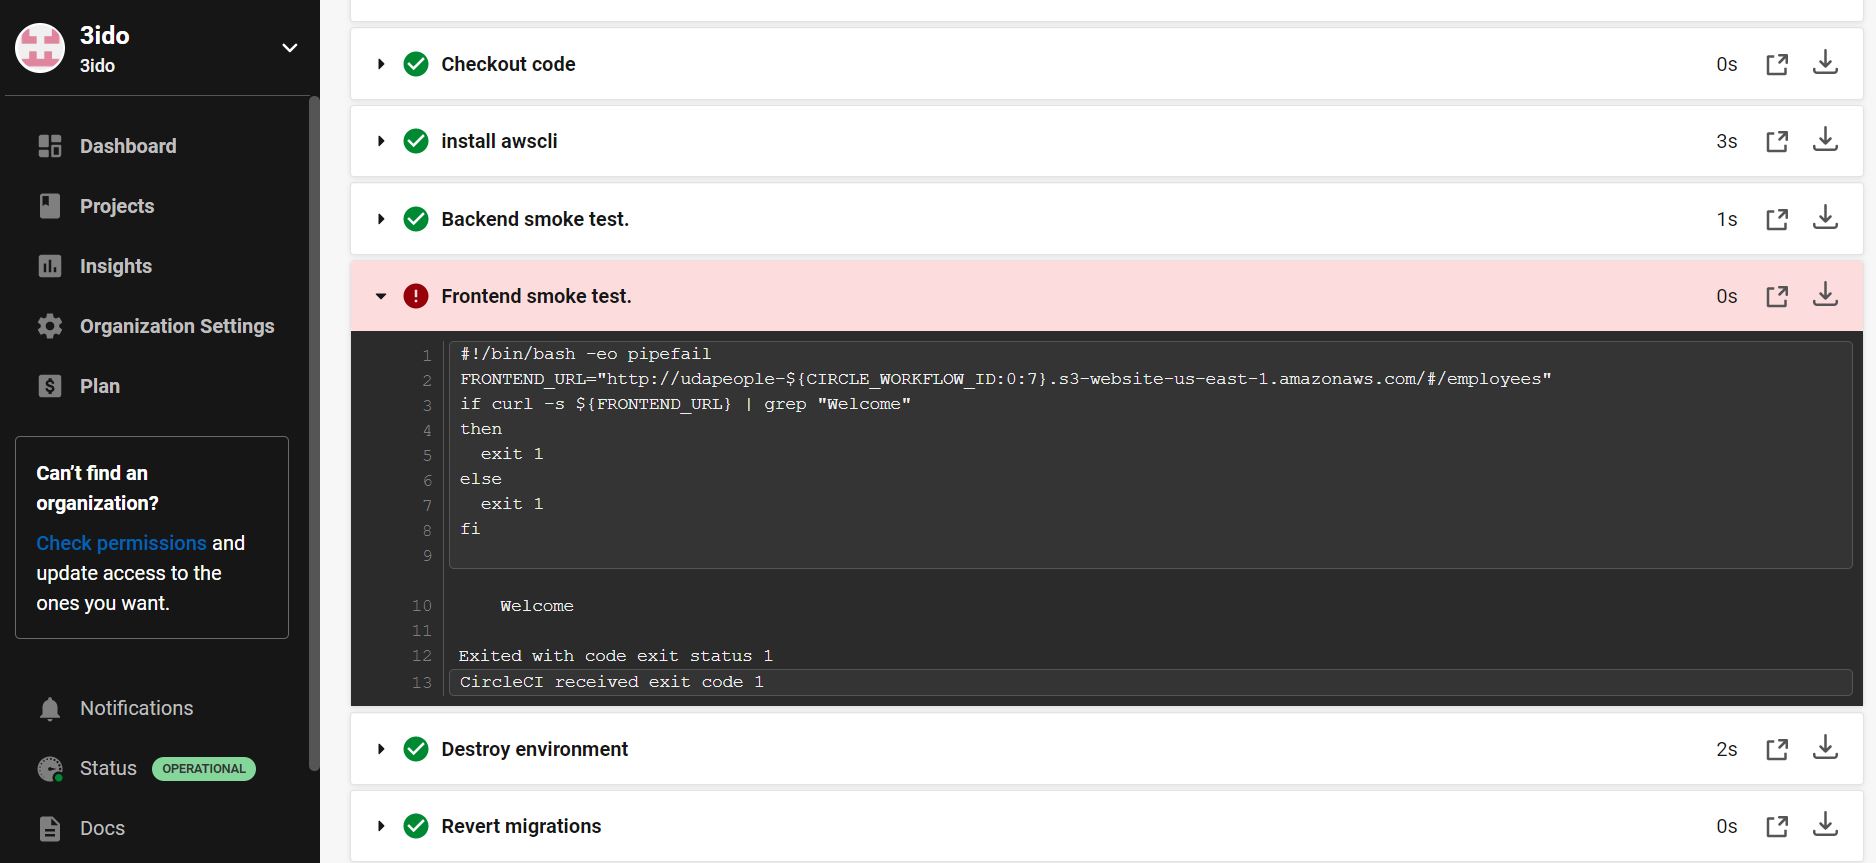 3ido
3ido
Dashboard
Projects
Insights
Organization Settings
Plan
Can't find an
organization?
Check permissions and
update access to the
ones you want.
Notifications
Status OPERATIONAL
Docs
Checkout code 0s
install awscli 3s
Backend smoke test. 1s
Frontend smoke test. 0s
1 #!/bin/bash -eo pipefail
2 FRONTEND_URL="http://udapeople-${CIRCLE_WORKFLOW_ID:0:7}.s3-website-us-east-1.amazonaws.com/#/employees"
3 if curl -s ${FRONTEND_URL} | grep "Welcome"
4 then
5 exit 1
6 else
7 exit 1
8 fi
9
10 Welcome
11
12 Exited with code exit status 1
13 CircleCI received exit code 1
Destroy environment 2s
Revert migrations 0s